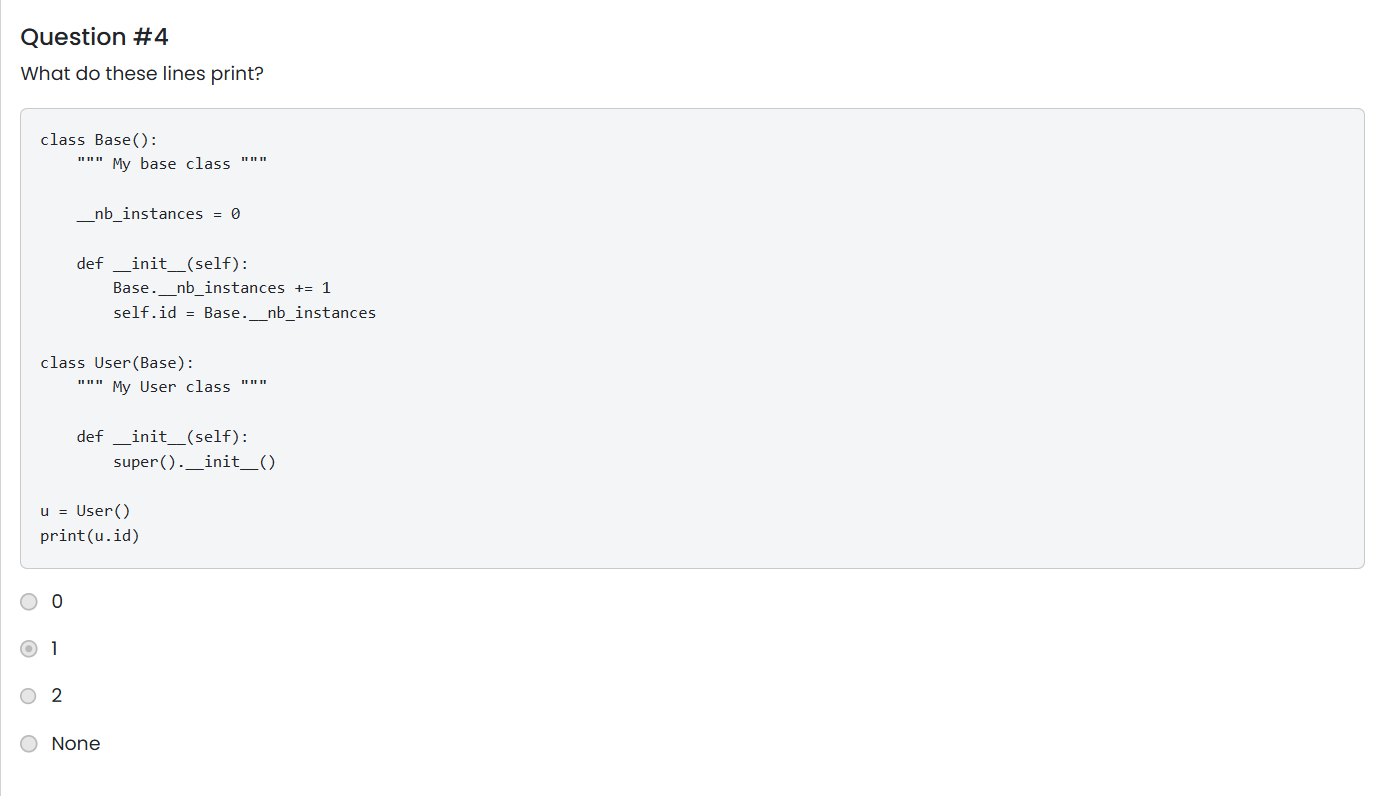 Question #4
What do these lines print?
class Base():
    """ My base class """
    __nb_instances = 0
    def __init__(self):
        Base.__nb_instances += 1
        self.id = Base.__nb_instances
class User(Base):
    """ My User class """
    def __init__(self):
        super().__init__()
u = User()
print(u.id)
0
1
2
None